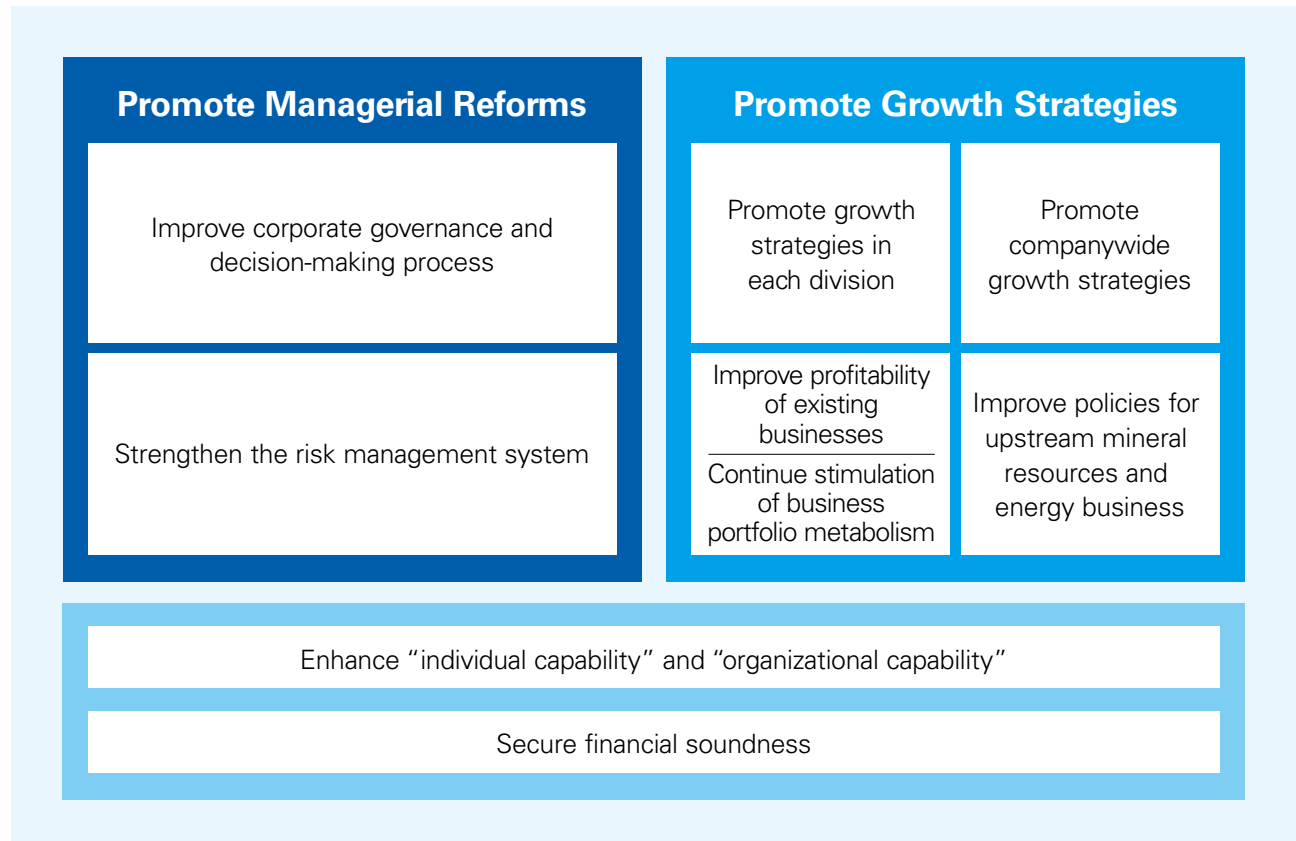 Promote Managerial Reforms
Improve corporate governance and
decision-making process
Strengthen the risk management system
Promote Growth Strategies
Promote growth
strategies in
each division
Promote
companywide
growth strategies
Improve profitability
of existing
businesses
Continue stimulation
of business
portfolio metabolism
Improve policies for
upstream mineral
resources and
energy business
Enhance “individual capability” and “organizational capability”
Secure financial soundness